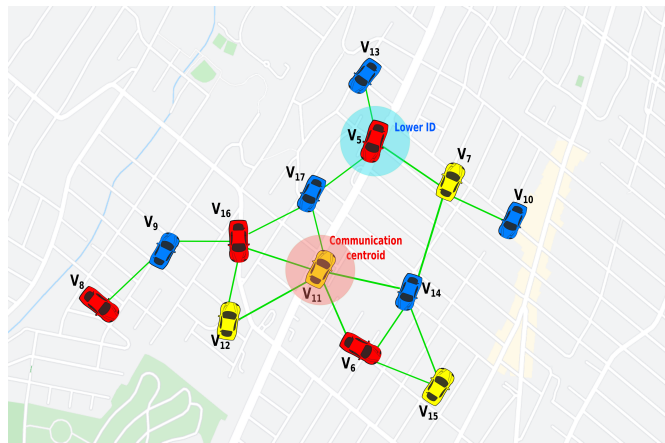 V13
V5
Lower ID
V7
V17
V10
V16
V9
Communication
centroid
V8
V11
V14
V12
V6
V15